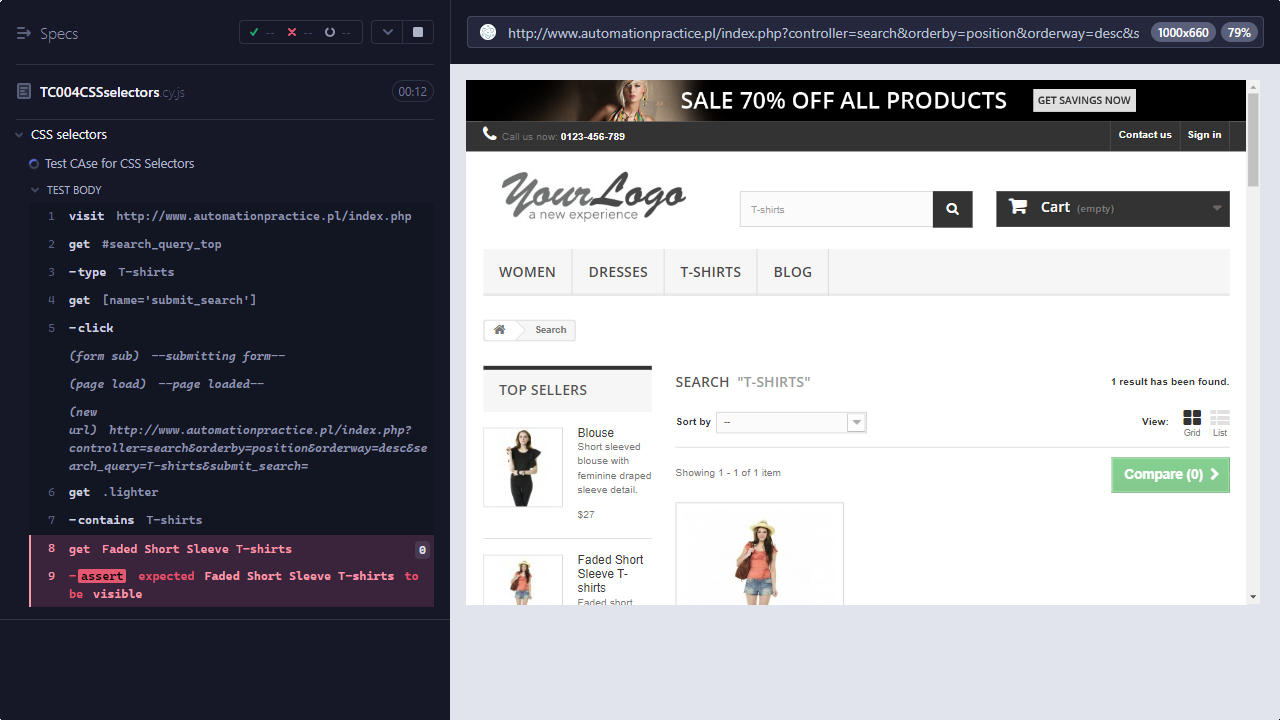 Specs
-- -- --
TC004CSSselectors.cy.js
00:12
CSS selectors
Test CAse for CSS Selectors
TEST BODY
1 visit http://www.automationpractice.pl/index.php
2 get #search_query_top
3 -type T-shirts
4 get [name='submit_search']
5 -click
(form sub) --submitting form--
(page load) --page loaded--
(new
url) http://www.automationpractice.pl/index.php?
controller=search&orderby=position&orderway=desc&se
arch_query=T-shirts&submit_search=
6 get .lighter
7 -contains T-shirts
8 get Faded Short Sleeve T-shirts 0
9 -assert expected Faded Short Sleeve T-shirts to
be visible
http://www.automationpractice.pl/index.php?controller=search&orderby=position&orderway=desc&s
1000x660
79%
SALE 70% OFF ALL PRODUCTS
GET SAVINGS NOW
Call us now: 0123-456-789
Contact us
Sign in
YourLogo
a new experience
T-shirts
Cart (empty)
WOMEN
DRESSES
T-SHIRTS
BLOG
Search
TOP SELLERS
Blouse
Short sleeved
blouse with
feminine draped
sleeve detail.
$27
Faded Short
Sleeve T-
shirts
Faded short
SEARCH "T-SHIRTS"
1 result has been found.
Sort by --
View:
Grid
List
Showing 1 - 1 of 1 item
Compare (0)